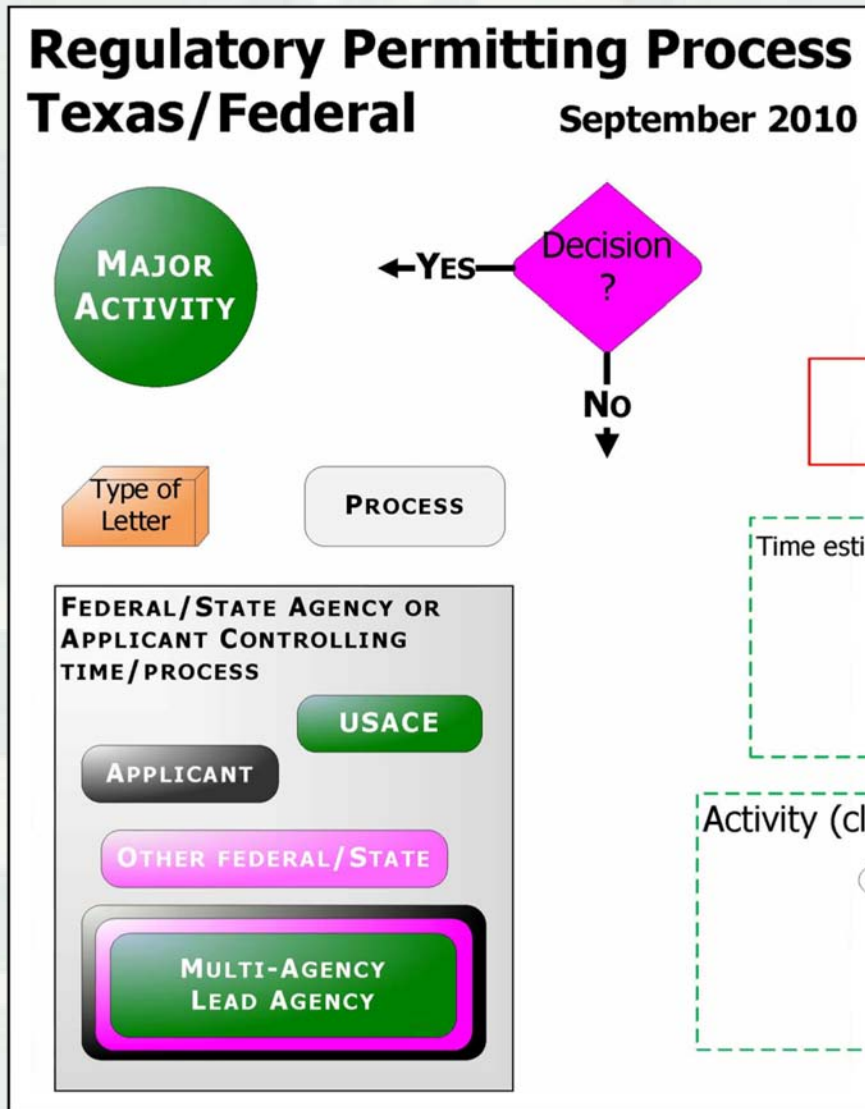 Regulatory Permitting Process
Texas/Federal September 2010
MAJOR
ACTIVITY
YES
Decision
?
NO
Type of
Letter
PROCESS
Time esti
FEDERAL/STATE AGENCY OR
APPLICANT CONTROLLING
TIME/PROCESS
USACE
APPLICANT
OTHER FEDERAL/STATE
Activity (cl
MULTI-AGENCY
LEAD AGENCY